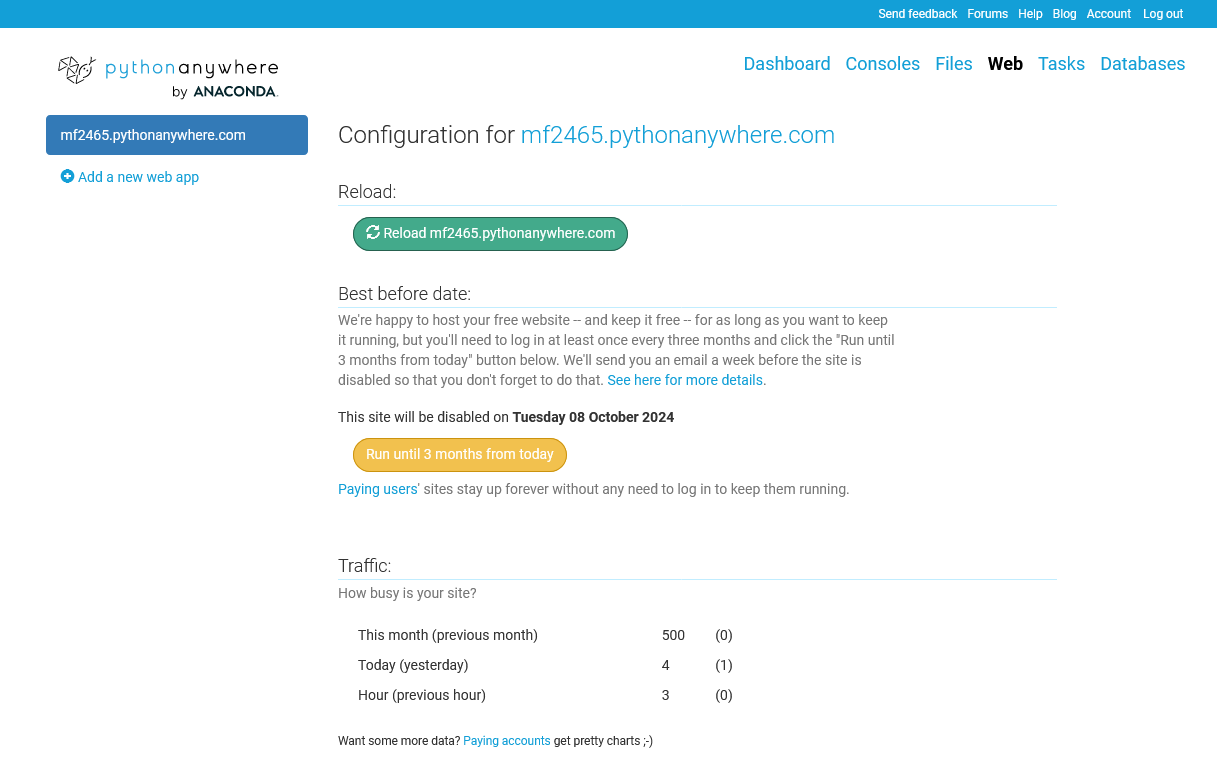 Send feedback Forums Help Blog Account Log out
pythonanywhere
by ANACONDA.
Dashboard Consoles Files Web Tasks Databases
mf2465.pythonanywhere.com
Add a new web app
Configuration for mf2465.pythonanywhere.com
Reload:
Reload mf2465.pythonanywhere.com
Best before date:
We're happy to host your free website -- and keep it free -- for as long as you want to keep
it running, but you'll need to log in at least once every three months and click the "Run until
3 months from today" button below. We'll send you an email a week before the site is
disabled so that you don't forget to do that. See here for more details.
This site will be disabled on Tuesday 08 October 2024
Run until 3 months from today
Paying users' sites stay up forever without any need to log in to keep them running.
Traffic:
How busy is your site?
This month (previous month) 500 (0)
Today (yesterday) 4 (1)
Hour (previous hour) 3 (0)
Want some more data? Paying accounts get pretty charts ;-)